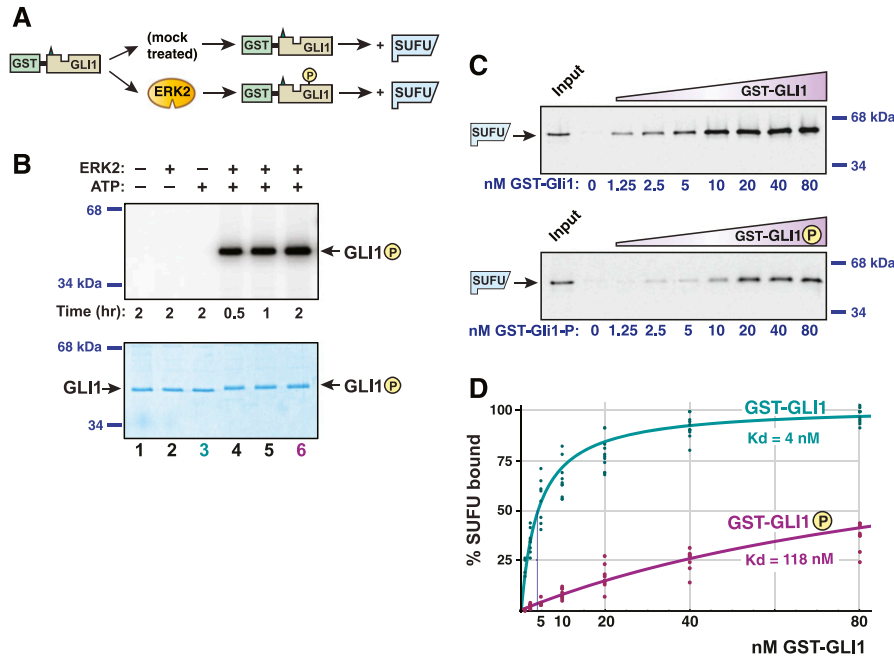 A
GST GLI1
(mock
treated)
GST GLI1 + SUFU
ERK2
P
GST GLI1 + SUFU
B
ERK2: – + – + + +
ATP: – – + + + +
68
34 kDa
GLI1 P
Time (hr): 2 2 2 0.5 1 2
68 kDa
34
GLI1
GLI1 P
1 2 3 4 5 6
C
Input
GST-GLI1
SUFU
68 kDa
34
nM GST-Gli1: 0 1.25 2.5 5 10 20 40 80
Input
GST-GLI1 P
SUFU
68 kDa
34
nM GST-Gli1-P: 0 1.25 2.5 5 10 20 40 80
D
% SUFU bound
100
75
50
25
GST-GLI1
Kd = 4 nM
GST-GLI1 P
Kd = 118 nM
5 10 20 40 80
nM GST-GLI1